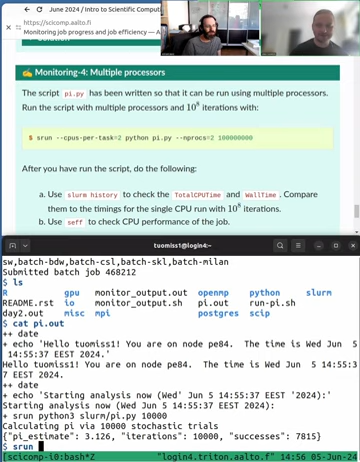 June 2024 / Intro to Scientific Comput
https://scicomp.aalto.fi
Monitoring job progress and job efficiency — A
Solution
Monitoring-4: Multiple processors
The script pi.py has been written so that it can be run using multiple processors. Run the script with multiple processors and 10^8 iterations with:
$ srun --cpus-per-task=2 python pi.py --nprocs=2 100000000
After you have run the script, do the following:
a. Use slurm history to check the TotalCPUTime and WallTime. Compare them to the timings for the single CPU run with 10^8 iterations.
b. Use seff to check CPU performance of the job.
tuomiss1@login4:~
sw,batch-bdw,batch-csl,batch-skl,batch-milan
Submitted batch job 468212
$ ls
R gpu monitor_output.out openmp python slurm
README.rst io monitor_output.sh pi.out run-pi.sh
day2.out misc mpi postgres scip
$ cat pi.out
++ date
+ echo 'Hello tuomiss1! You are on node pe84. The time is Wed Jun 5 14:55:37 EEST 2024.'
Hello tuomiss1! You are on node pe84. The time is Wed Jun 5 14:55:37 EEST 2024.
++ date
+ echo 'Starting analysis now (Wed' Jun 5 14:55:37 EEST '2024):'
Starting analysis now (Wed Jun 5 14:55:37 EEST 2024):
+ srun python3 slurm/pi.py 10000
Calculating pi via 10000 stochastic trials
{"pi_estimate": 3.126, "iterations": 10000, "successes": 7815}
$ srun
[scicomp-i0:bash*Z "login4.triton.aalto.f" 14:56 05-Jun-24